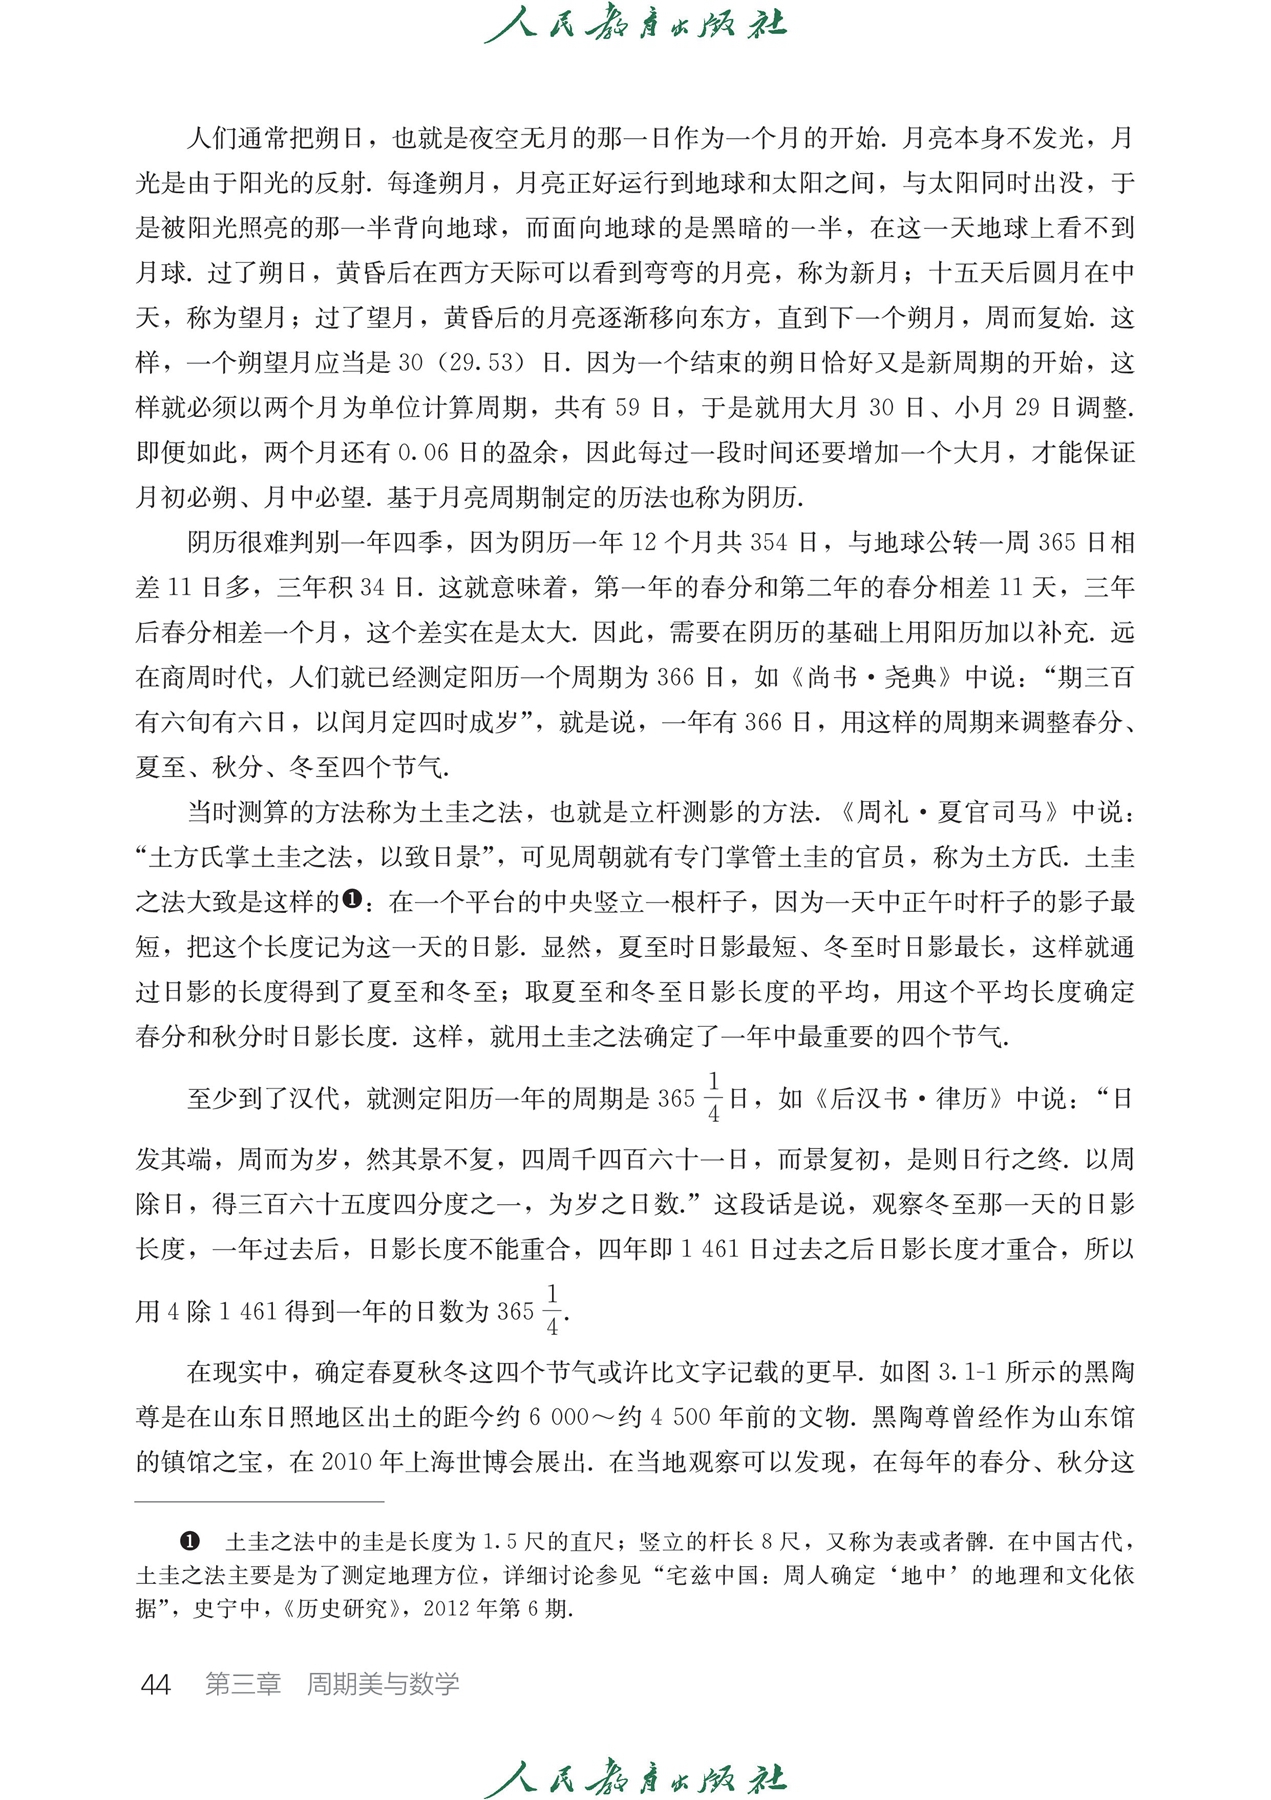 人民教育出版社
人们通常把朔日，也就是夜空无月的那一日作为一个月的开始. 月亮本身不发光，月
光是由于阳光的反射. 每逢朔月，月亮正好运行到地球和太阳之间，与太阳同时出没，于
是被阳光照亮的那一半背向地球，而面向地球的是黑暗的一半，在这一天地球上看不到
月球. 过了朔日，黄昏后在西方天际可以看到弯弯的月亮，称为新月；十五天后圆月在中
天，称为望月；过了望月，黄昏后的月亮逐渐移向东方，直到下一个朔月，周而复始. 这
样，一个朔望月应当是 30（29.53）日. 因为一个结束的朔日恰好又是新周期的开始，这
样就必须以两个月为单位计算周期，共有 59 日，于是就用大月 30 日、小月 29 日调整.
即便如此，两个月还有 0.06 日的盈余，因此每过一段时间还要增加一个大月，才能保证
月初必朔、月中必望. 基于月亮周期制定的历法也称为阴历.
阴历很难判别一年四季，因为阴历一年 12 个月共 354 日，与地球公转一周 365 日相
差 11 日多，三年积 34 日. 这就意味着，第一年的春分和第二年的春分相差 11 天，三年
后春分相差一个月，这个差实在是太大. 因此，需要在阴历的基础上用阳历加以补充. 远
在商周时代，人们就已经测定阳历一个周期为 366 日，如《尚书·尧典》中说：“期三百
有六旬有六日，以闰月定四时成岁”，就是说，一年有 366 日，用这样的周期来调整春分、
夏至、秋分、冬至四个节气.
当时测算的方法称为土圭之法，也就是立杆测影的方法.《周礼·夏官司马》中说：
“土方氏掌土圭之法，以致日景”，可见周朝就有专门掌管土圭的官员，称为土方氏. 土圭
之法大致是这样的❶：在一个平台的中央竖立一根杆子，因为一天中正午时杆子的影子最
短，把这个长度记为这一天的日影. 显然，夏至时日影最短、冬至时日影最长，这样就通
过日影的长度得到了夏至和冬至；取夏至和冬至日影长度的平均，用这个平均长度确定
春分和秋分时日影长度. 这样，就用土圭之法确定了一年中最重要的四个节气.
至少到了汉代，就测定阳历一年的周期是 365 1/4 日，如《后汉书·律历》中说：“日
发其端，周而为岁，然其景不复，四周千四百六十一日，而景复初，是则日行之终. 以周
除日，得三百六十五度四分度之一，为岁之日数.”这段话是说，观察冬至那一天的日影
长度，一年过去后，日影长度不能重合，四年即 1 461 日过去之后日影长度才重合，所以
用 4 除 1 461 得到一年的日数为 365 1/4.
在现实中，确定春夏秋冬这四个节气或许比文字记载的更早. 如图 3.1-1 所示的黑陶
尊是在山东日照地区出土的距今约 6 000～约 4 500 年前的文物. 黑陶尊曾经作为山东馆
的镇馆之宝，在 2010 年上海世博会展出. 在当地观察可以发现，在每年的春分、秋分这
❶ 土圭之法中的圭是长度为 1.5 尺的直尺；竖立的杆长 8 尺，又称为表或者髀. 在中国古代，
土圭之法主要是为了测定地理方位，详细讨论参见“宅兹中国：周人确定‘地中’的地理和文化依
据”，史宁中，《历史研究》，2012 年第 6 期.
44 第三章 周期美与数学
人民教育出版社